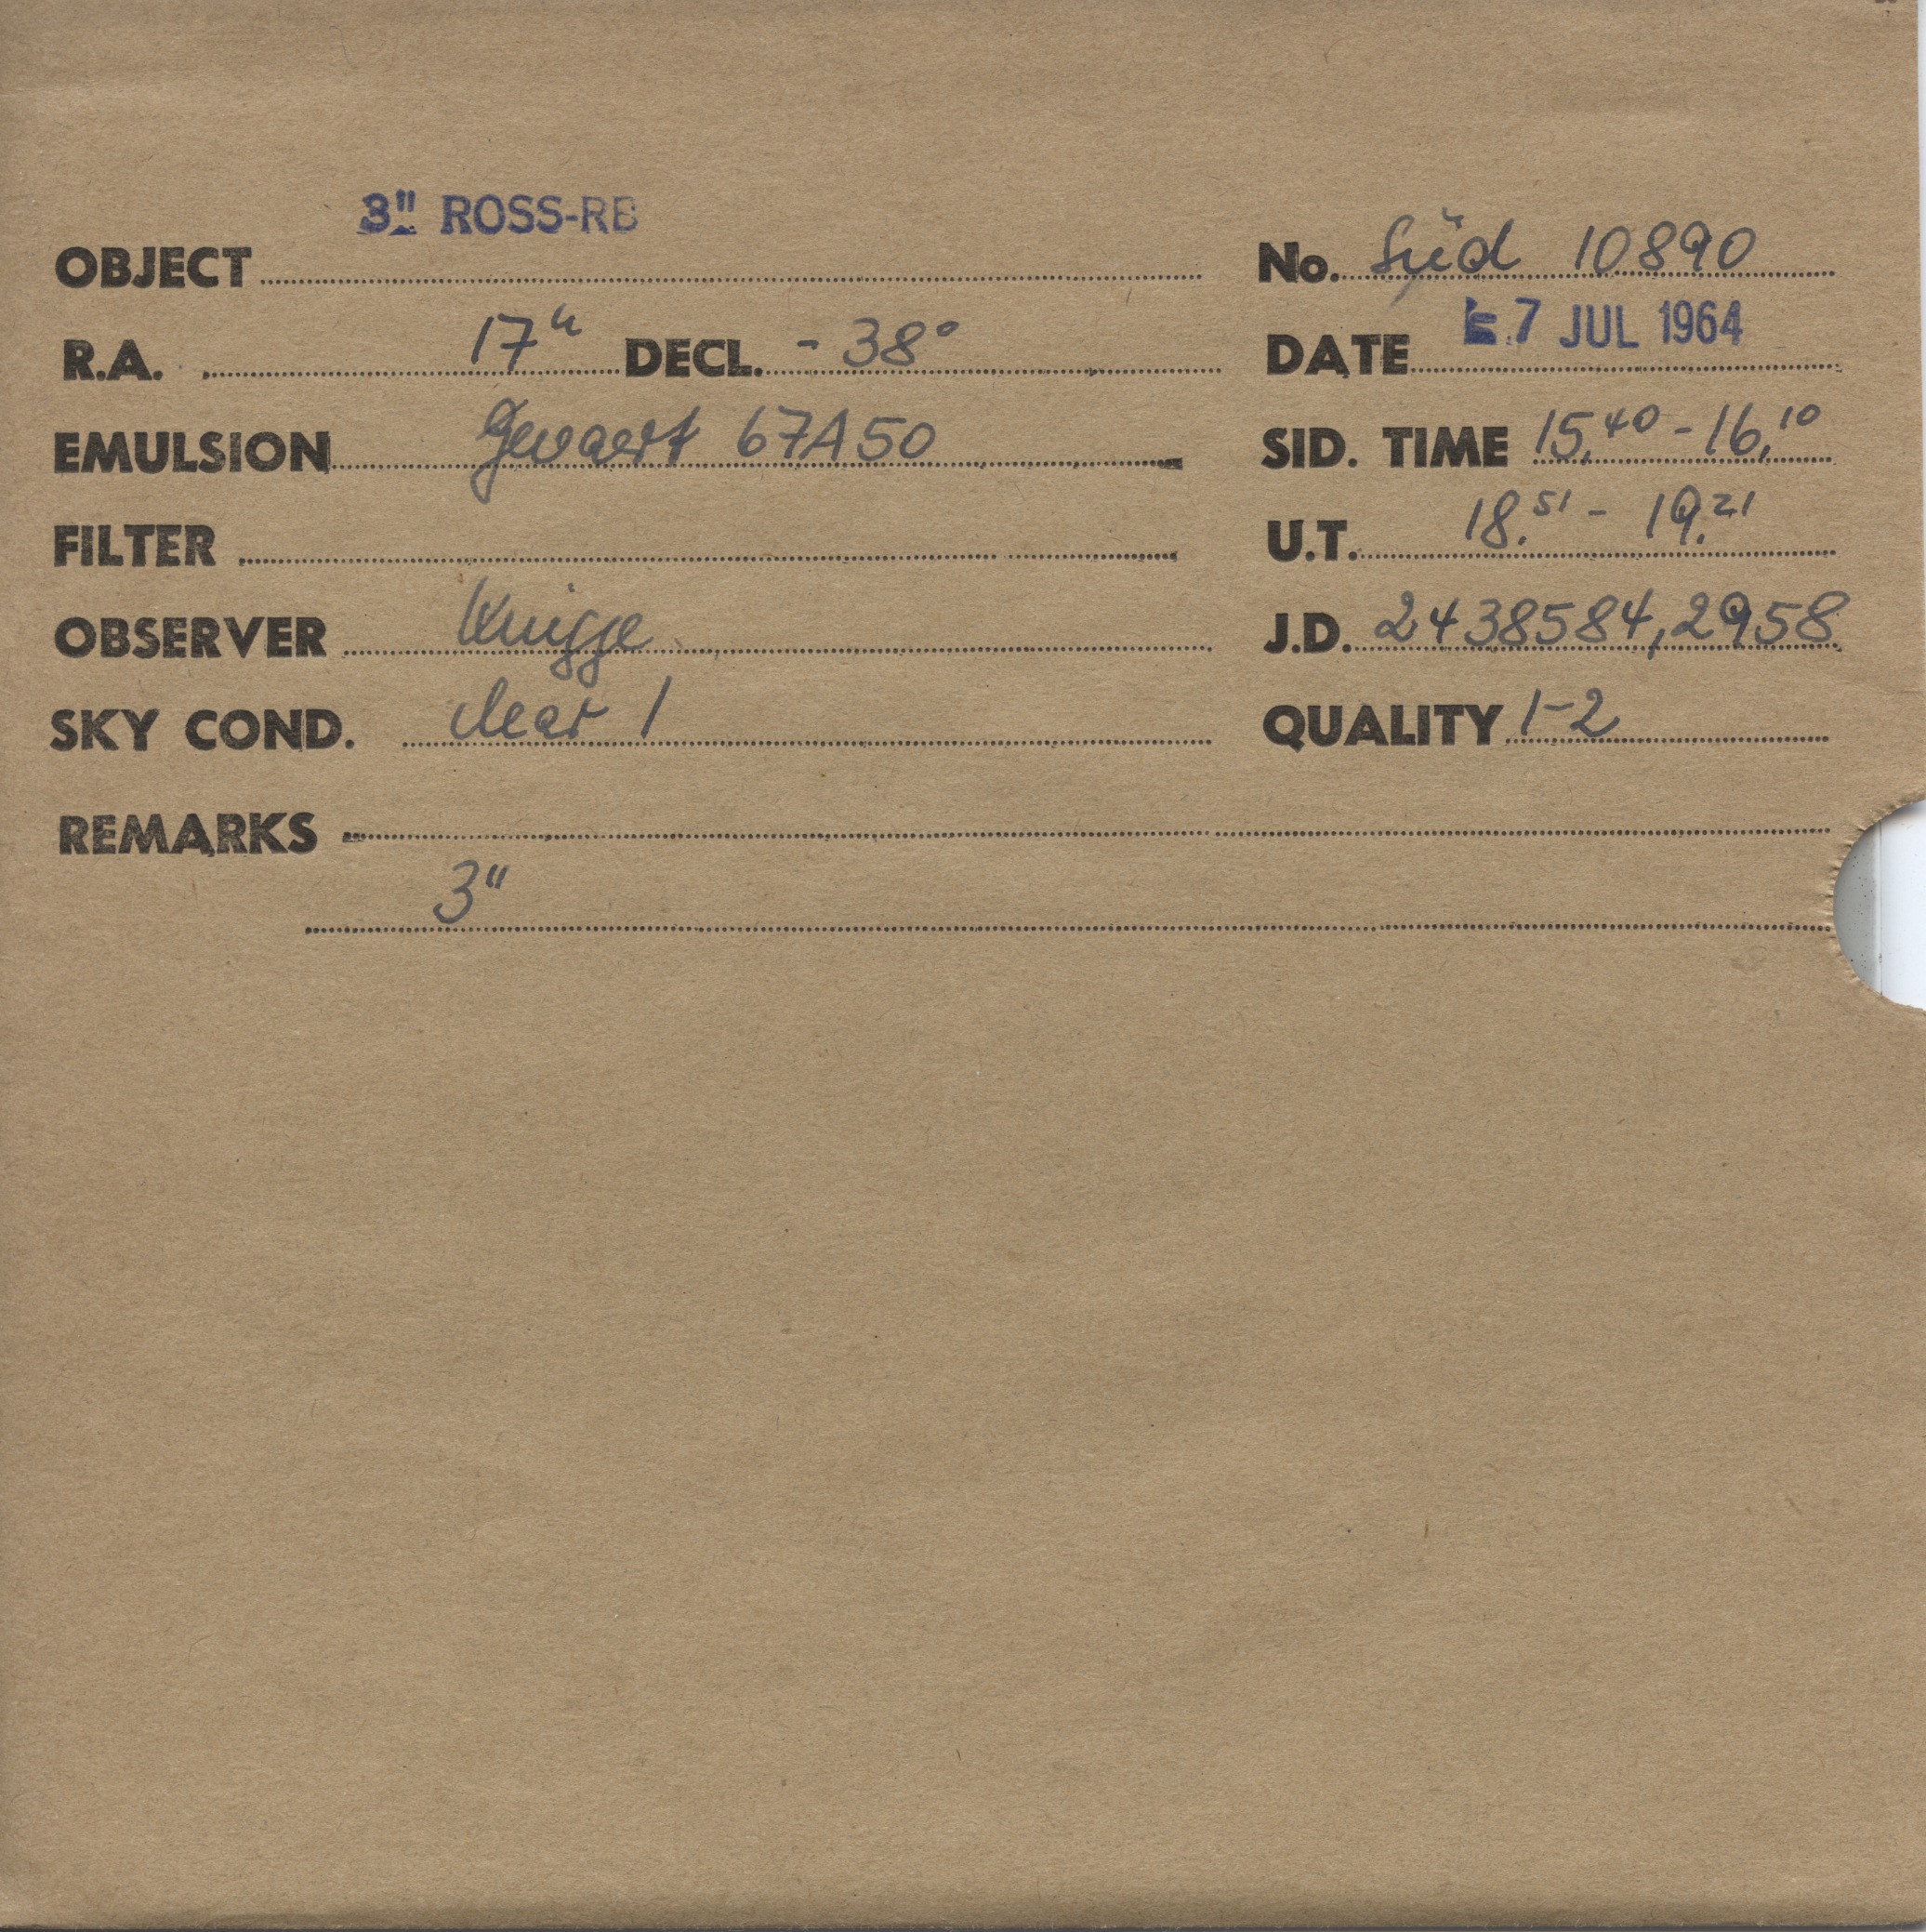 3" ROSS-RB
OBJECT No. Süd 10890
R.A. 17ʰ DECL. - 38° DATE 7 JUL 1964
EMULSION Gevaert 67A50 SID. TIME 15,⁴⁰ - 16,¹⁰
FILTER U.T. 18.⁵¹ - 19.²¹
OBSERVER Knigge J.D. 2438584,2958
SKY COND. clear 1 QUALITY 1-2
REMARKS
3"